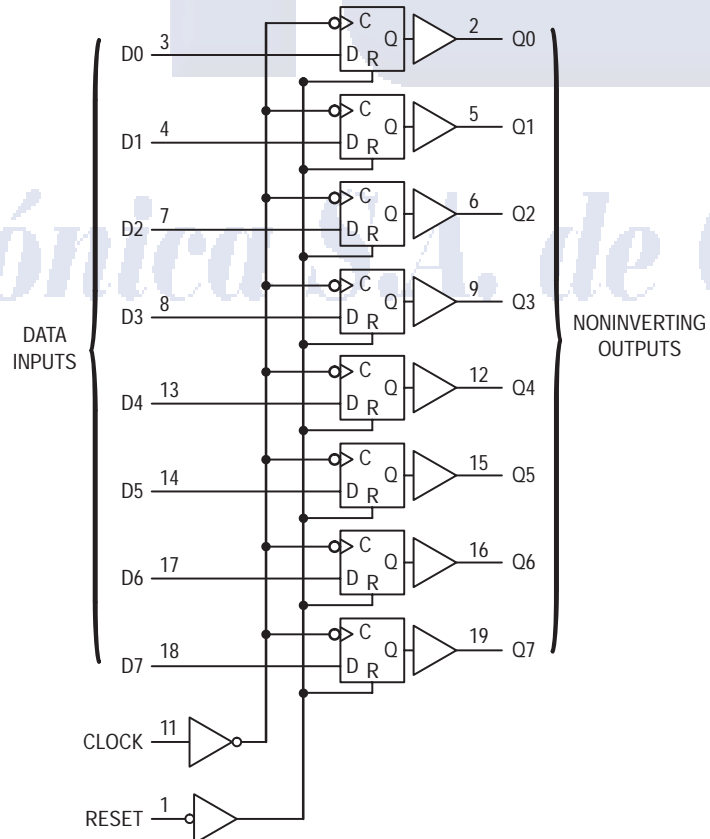 C
Q
2
Q0
D0
3
D
R
C
Q
5
Q1
D1
4
D
R
C
Q
6
Q2
D2
7
D
R
ónica S.A. de
C
Q
9
Q3
D3
8
D
R
DATA
INPUTS
NONINVERTING
OUTPUTS
C
Q
12
Q4
D4
13
D
R
C
Q
15
Q5
D5
14
D
R
C
Q
16
Q6
D6
17
D
R
C
Q
19
Q7
D7
18
D
R
CLOCK
11
RESET
1